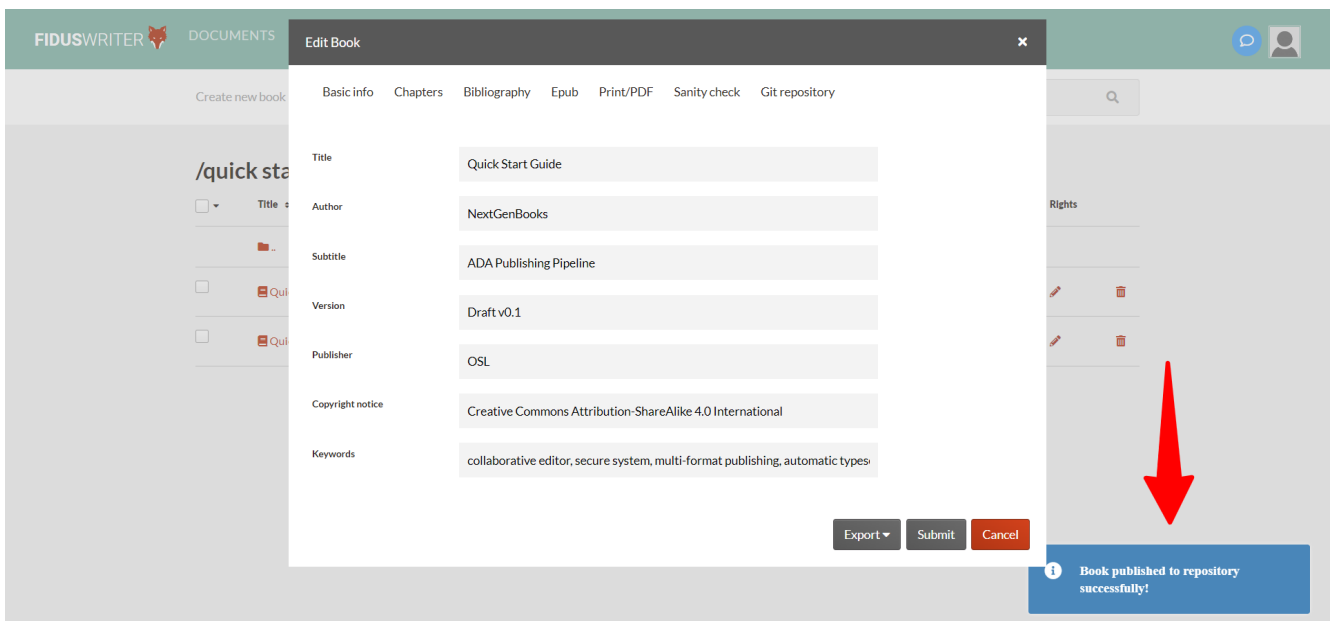 FIDUSWRITER DOCUMENTS
Edit Book
Create new book
Basic info Chapters Bibliography Epub Print/PDF Sanity check Git repository
/quick sta
Title
Rights
..
Qui
Qui
Title Quick Start Guide
Author NextGenBooks
Subtitle ADA Publishing Pipeline
Version Draft v0.1
Publisher OSL
Copyright notice Creative Commons Attribution-ShareAlike 4.0 International
Keywords collaborative editor, secure system, multi-format publishing, automatic types
Export Submit Cancel
Book published to repository
successfully!